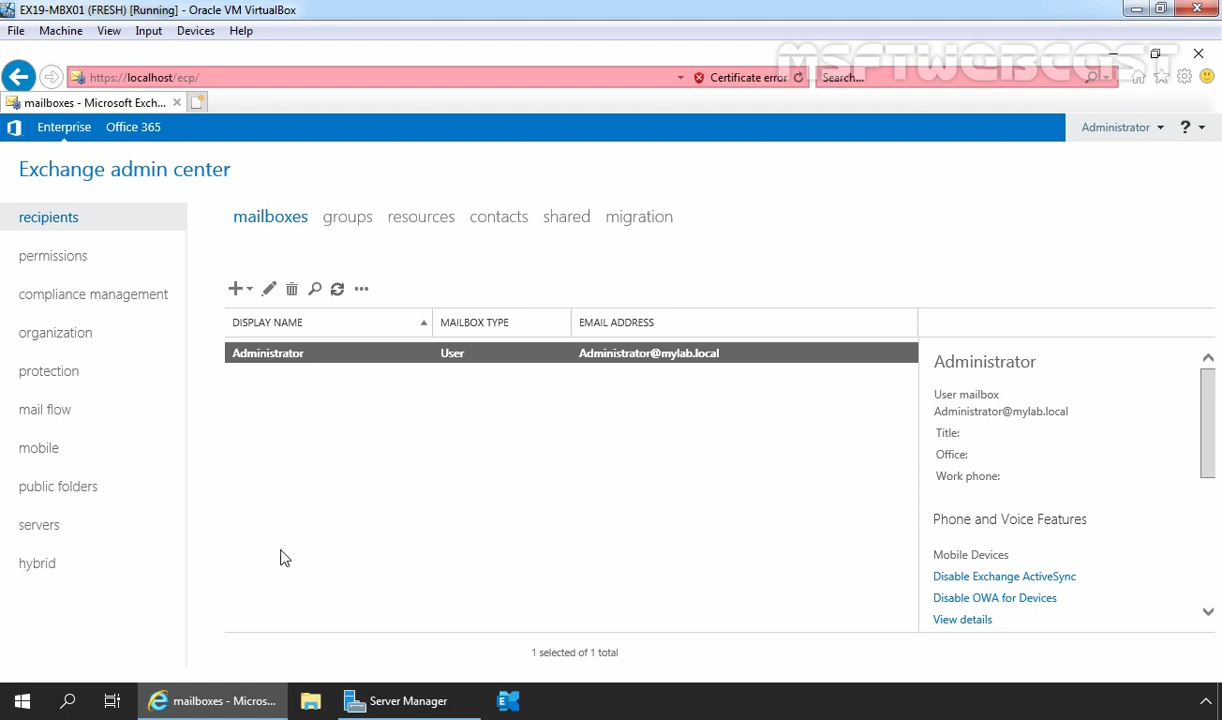 EX19-MBX01 (FRESH) [Running] - Oracle VM VirtualBox
File Machine View Input Devices Help
MSFTWEBCAST
https://localhost/ecp/ Certificate error Search...
mailboxes - Microsoft Exch...
Enterprise Office 365 Administrator ?
Exchange admin center
recipients
permissions
compliance management
organization
protection
mail flow
mobile
public folders
servers
hybrid
mailboxes groups resources contacts shared migration
DISPLAY NAME MAILBOX TYPE EMAIL ADDRESS
Administrator User Administrator@mylab.local
1 selected of 1 total
Administrator
User mailbox
Administrator@mylab.local
Title:
Office:
Work phone:
Phone and Voice Features
Mobile Devices
Disable Exchange ActiveSync
Disable OWA for Devices
View details
mailboxes - Micros... Server Manager